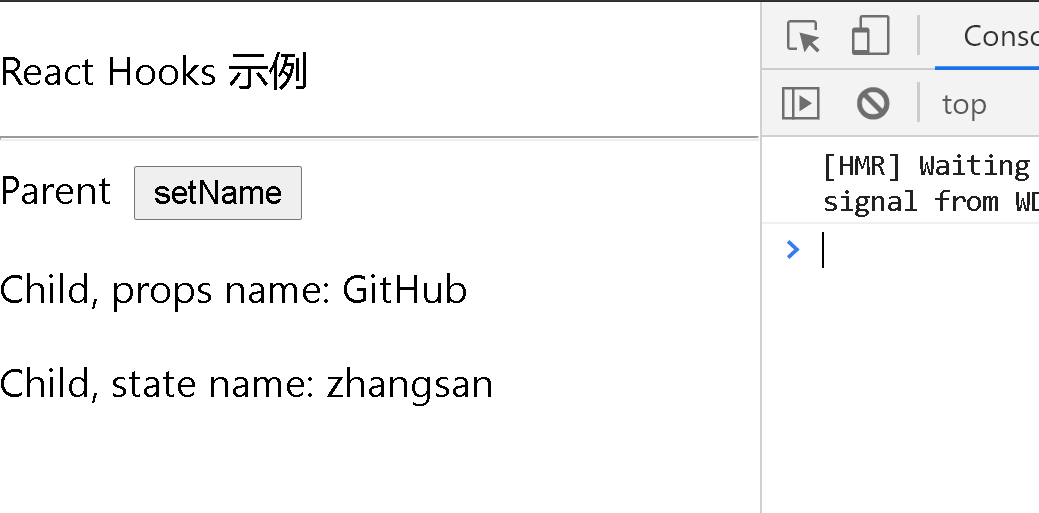 React Hooks 示例
Parent setName
Child, props name: GitHub
Child, state name: zhangsan
top
[HMR] Waiting
signal from